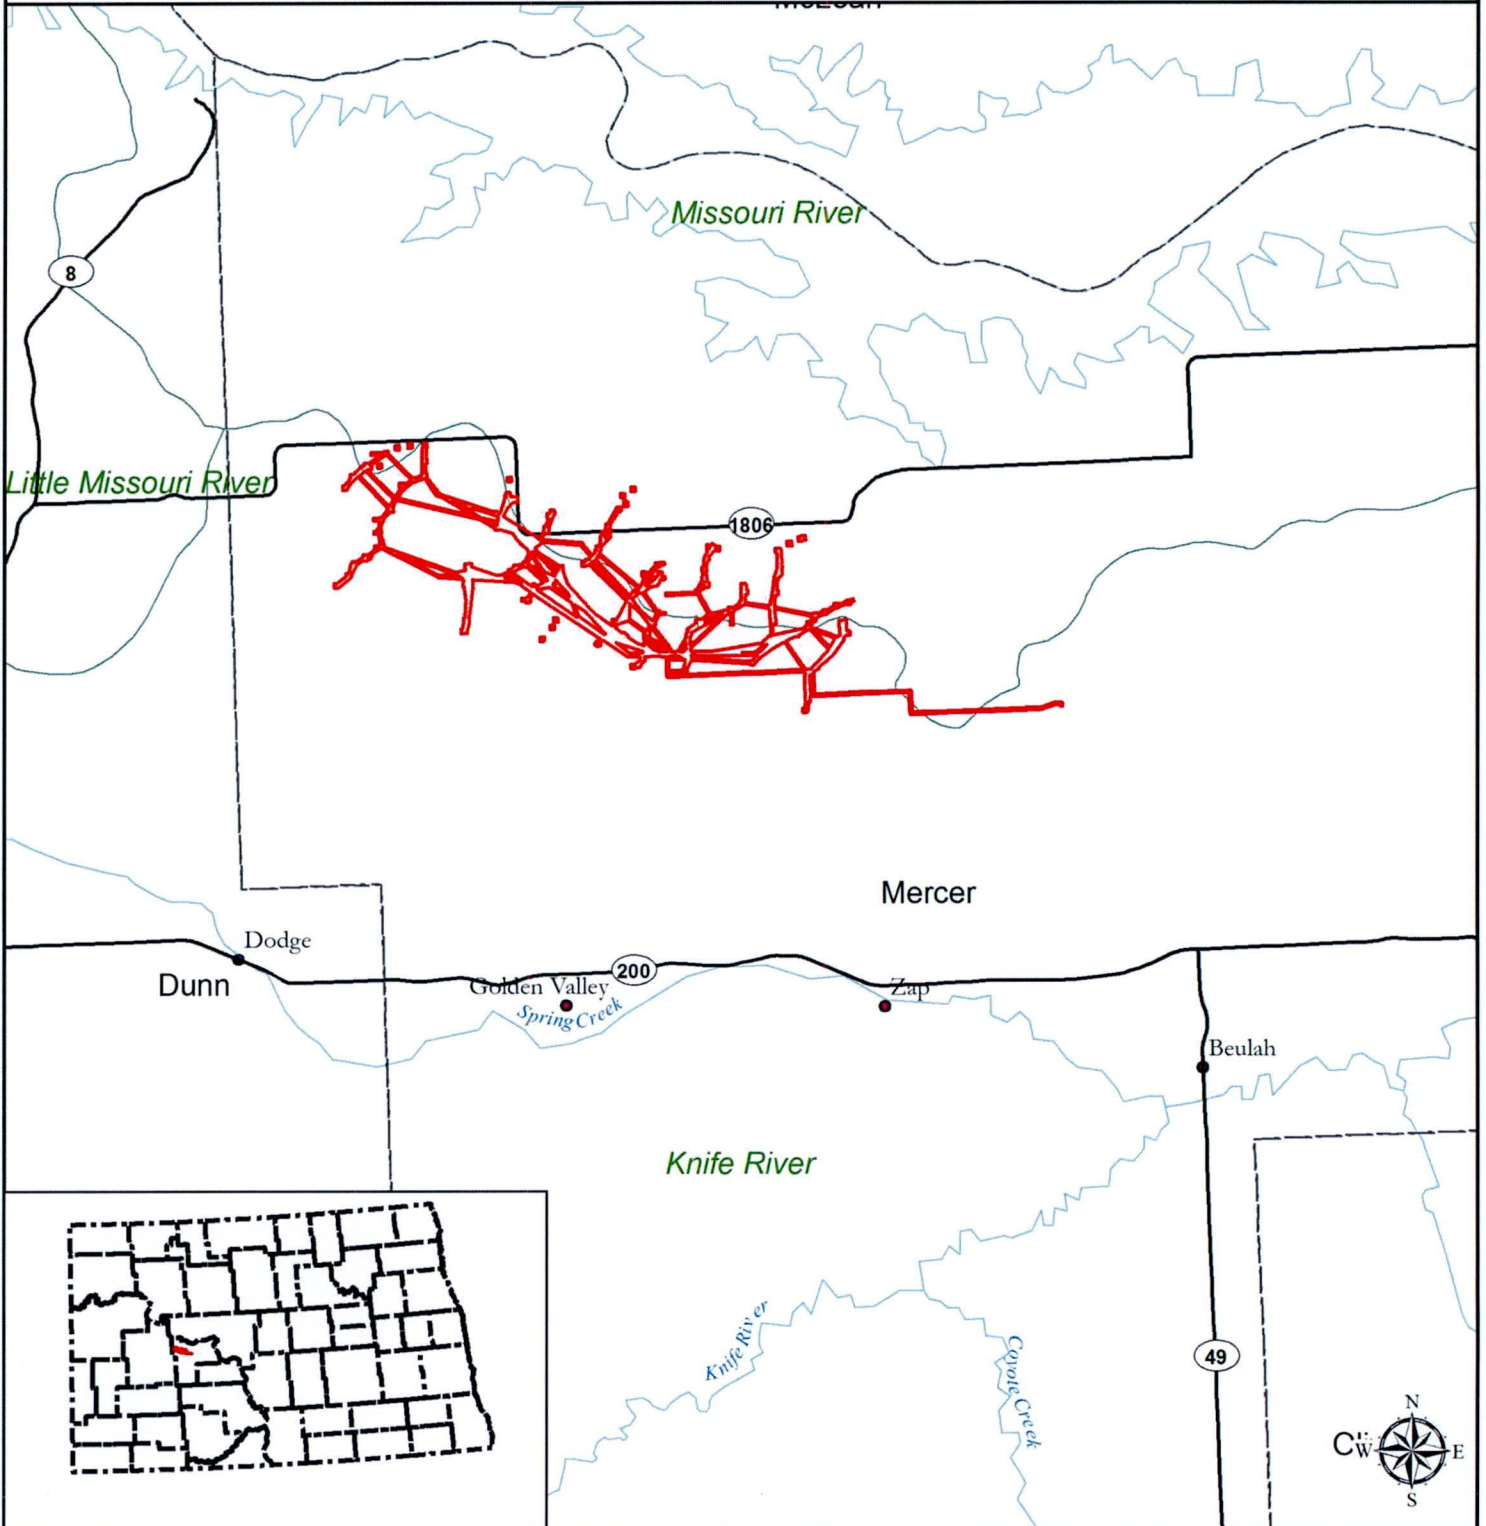 Missouri River
8
Little Missouri River
1806
Mercer
Dodge
Dunn
200
Golden Valley
Zap
Spring Creek
Beulah
Knife River
Knife River
Coyote Creek
49
N
W
E
S